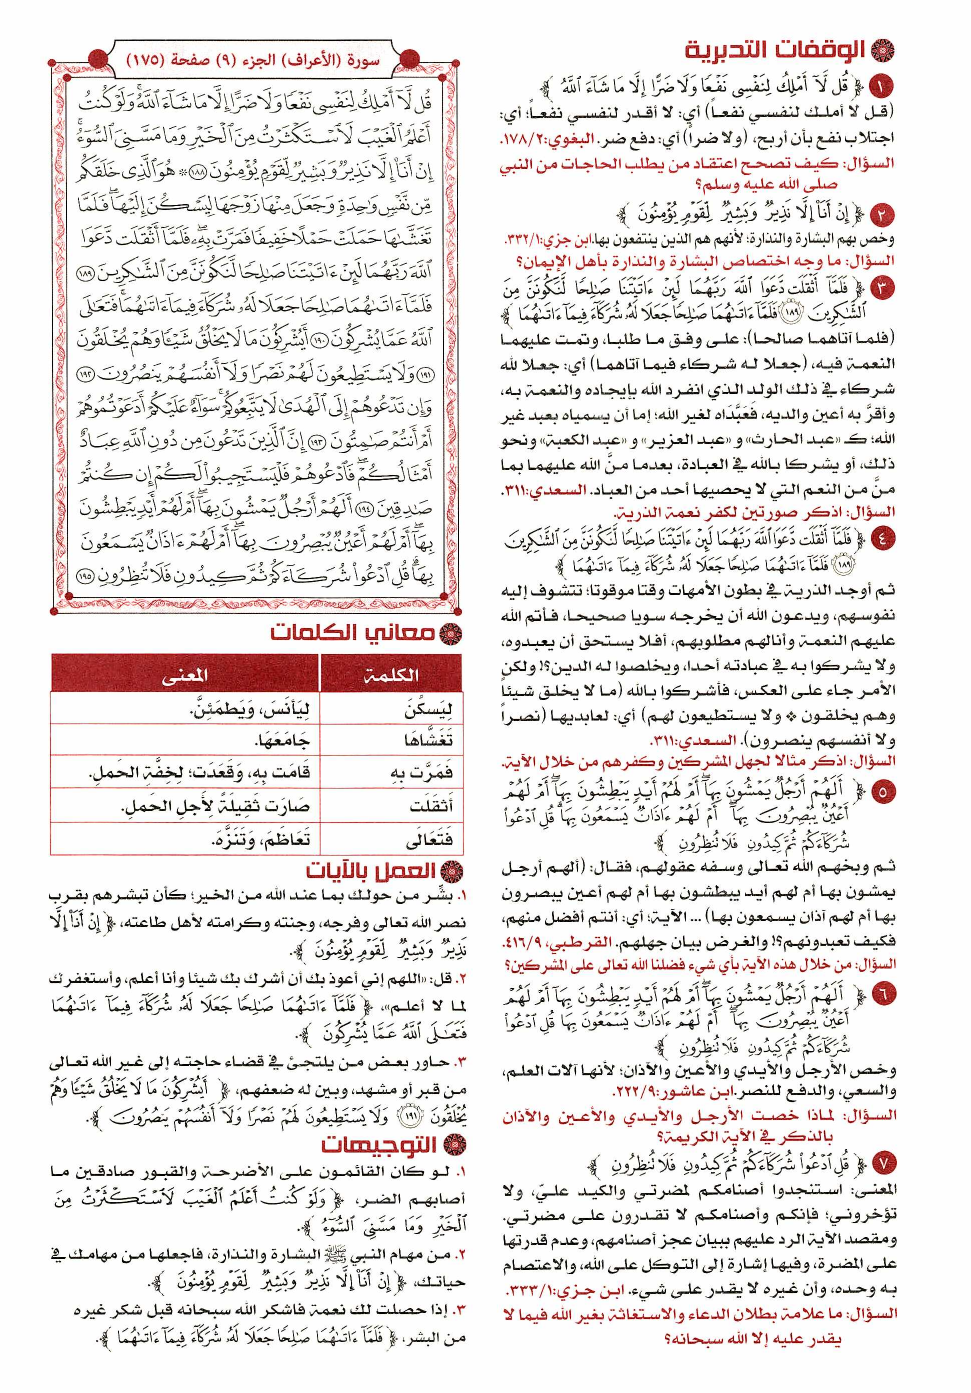 الوقفات التدبرية
١ ﴿ قُل لَّآ أَمْلِكُ لِنَفْسِى نَفْعًا وَلَا ضَرًّا إِلَّا مَا شَآءَ ٱللَّهُ ﴾
(قل لا أملك لنفسي نفعاً) أي: لا أقدر لنفسي نفعاً؛ أي:
اجتلاب نفع بأن أربح، (ولا ضراً) أي: دفع ضر. البغوي:١٧٨/٢.
السؤال: كيف تصحح اعتقاد من يطلب الحاجات من النبي
صلى الله عليه وسلم؟
٢ ﴿ إِنْ أَنَا۠ إِلَّا نَذِيرٌ وَبَشِيرٌ لِّقَوْمٍ يُؤْمِنُونَ ﴾
وخص بهم البشارة والنذارة؛ لأنهم هم الذين ينتفعون بها. ابن جزي:٣٣٢/١.
السؤال: ما وجه اختصاص البشارة والنذارة بأهل الإيمان؟
٣ ﴿ فَلَمَّآ أَثْقَلَت دَّعَوَا ٱللَّهَ رَبَّهُمَا لَئِنْ ءَاتَيْتَنَا صَٰلِحًا لَّنَكُونَنَّ مِنَ
ٱلشَّٰكِرِينَ ١٨٩ فَلَمَّآ ءَاتَىٰهُمَا صَٰلِحًا جَعَلَا لَهُۥ شُرَكَآءَ فِيمَآ ءَاتَىٰهُمَا ﴾
(فلما آتاهما صالحا): على وفق ما طلبا، وتمت عليهما
النعمة فيه، (جعلا له شركاء فيما آتاهما) أي: جعلا لله
شركاء في ذلك الولد الذي انفرد الله بإيجاده والنعمة به،
وأقرَّ به أعين والديه، فَعَبَّداه لغير الله؛ إما أن يسمياه بعبد غير
الله؛ كـ «عبد الحارث» و «عبد العزير» و «عبد الكعبة» ونحو
ذلك، أو يشركا بالله في العبادة، بعدما منَّ الله عليهما بما
منَّ من النعم التي لا يحصيها أحد من العباد. السعدي:٣١١.
السؤال: اذكر صورتين لكفر نعمة الذرية.
٤ ﴿ فَلَمَّآ أَثْقَلَت دَّعَوَا ٱللَّهَ رَبَّهُمَا لَئِنْ ءَاتَيْتَنَا صَٰلِحًا لَّنَكُونَنَّ مِنَ ٱلشَّٰكِرِينَ
١٨٩ فَلَمَّآ ءَاتَىٰهُمَا صَٰلِحًا جَعَلَا لَهُۥ شُرَكَآءَ فِيمَآ ءَاتَىٰهُمَا ﴾
ثم أوجد الذرية في بطون الأمهات وقتا موقوتا؛ تتشوف إليه
نفوسهم، ويدعون الله أن يخرجه سويا صحيحا، فأتم الله
عليهم النعمة وأنالهم مطلوبهم، أفلا يستحق أن يعبدوه،
ولا يشركوا به في عبادته أحدا، ويخلصوا له الدين؟! ولكن
الأمر جاء على العكس، فأشركوا بالله (ما لا يخلق شيئاً
وهم يخلقون ❖ ولا يستطيعون لهم) أي: لعابديها (نصراً
ولا أنفسهم ينصرون). السعدي:٣١١.
السؤال: اذكر مثالا لجهل المشركين وكفرهم من خلال الآية.
٥ ﴿ أَلَهُمْ أَرْجُلٌ يَمْشُونَ بِهَآ ۖ أَمْ لَهُمْ أَيْدٍ يَبْطِشُونَ بِهَآ ۖ أَمْ لَهُمْ
أَعْيُنٌ يُبْصِرُونَ بِهَآ ۖ أَمْ لَهُمْ ءَاذَانٌ يَسْمَعُونَ بِهَا ۗ قُلِ ٱدْعُوا۟
شُرَكَآءَكُمْ ثُمَّ كِيدُونِ فَلَا تُنظِرُونِ ﴾
ثم وبخهم الله تعالى وسفه عقولهم، فقال: (ألهم أرجل
يمشون بها أم لهم أيد يبطشون بها أم لهم أعين يبصرون
بها أم لهم آذان يسمعون بها) ... الآية؛ أي: أنتم أفضل منهم،
فكيف تعبدونهم؟! والغرض بيان جهلهم. القرطبي،٤١٦/٩.
السؤال: من خلال هذه الآية بأي شيء فضلنا الله تعالى على المشركين؟
٦ ﴿ أَلَهُمْ أَرْجُلٌ يَمْشُونَ بِهَآ ۖ أَمْ لَهُمْ أَيْدٍ يَبْطِشُونَ بِهَآ ۖ أَمْ لَهُمْ
أَعْيُنٌ يُبْصِرُونَ بِهَآ ۖ أَمْ لَهُمْ ءَاذَانٌ يَسْمَعُونَ بِهَا ۗ قُلِ ٱدْعُوا۟
شُرَكَآءَكُمْ ثُمَّ كِيدُونِ فَلَا تُنظِرُونِ ﴾
وخص الأرجل والأيدي والأعين والآذان؛ لأنها آلات العلم،
والسعي، والدفع للنصر. ابن عاشور:٢٢٢/٩.
السؤال: لماذا خصت الأرجل والأيدي والأعين والآذان
بالذكر في الآية الكريمة؟
٧ ﴿ قُلِ ٱدْعُوا۟ شُرَكَآءَكُمْ ثُمَّ كِيدُونِ فَلَا تُنظِرُونِ ﴾
المعنى: استنجدوا أصنامكم لمضرتي والكيد عليّ، ولا
تؤخروني؛ فإنكم وأصنامكم لا تقدرون على مضرتي.
ومقصد الآية الرد عليهم ببيان عجز أصنامهم، وعدم قدرتها
على المضرة، وفيها إشارة إلى التوكل على الله، والاعتصام
به وحده، وأن غيره لا يقدر على شيء. ابن جزي:٣٣٣/١.
السؤال: ما علامة بطلان الدعاء والاستغاثة بغير الله فيما لا
يقدر عليه إلا الله سبحانه؟
سورة (الأعراف) الجزء (٩) صفحة (١٧٥)
قُل لَّآ أَمْلِكُ لِنَفْسِى نَفْعًا وَلَا ضَرًّا إِلَّا مَا شَآءَ ٱللَّهُ ۚ وَلَوْ كُنتُ
أَعْلَمُ ٱلْغَيْبَ لَٱسْتَكْثَرْتُ مِنَ ٱلْخَيْرِ وَمَا مَسَّنِىَ ٱلسُّوٓءُ ۚ
إِنْ أَنَا۠ إِلَّا نَذِيرٌ وَبَشِيرٌ لِّقَوْمٍ يُؤْمِنُونَ ١٨٨ ۞ هُوَ ٱلَّذِى خَلَقَكُم
مِّن نَّفْسٍ وَٰحِدَةٍ وَجَعَلَ مِنْهَا زَوْجَهَا لِيَسْكُنَ إِلَيْهَا ۖ فَلَمَّا
تَغَشَّىٰهَا حَمَلَتْ حَمْلًا خَفِيفًا فَمَرَّتْ بِهِۦ ۖ فَلَمَّآ أَثْقَلَت دَّعَوَا
ٱللَّهَ رَبَّهُمَا لَئِنْ ءَاتَيْتَنَا صَٰلِحًا لَّنَكُونَنَّ مِنَ ٱلشَّٰكِرِينَ ١٨٩
فَلَمَّآ ءَاتَىٰهُمَا صَٰلِحًا جَعَلَا لَهُۥ شُرَكَآءَ فِيمَآ ءَاتَىٰهُمَا ۚ فَتَعَٰلَى
ٱللَّهُ عَمَّا يُشْرِكُونَ ١٩٠ أَيُشْرِكُونَ مَا لَا يَخْلُقُ شَيْـًٔا وَهُمْ يُخْلَقُونَ
١٩١ وَلَا يَسْتَطِيعُونَ لَهُمْ نَصْرًا وَلَآ أَنفُسَهُمْ يَنصُرُونَ ١٩٢
وَإِن تَدْعُوهُمْ إِلَى ٱلْهُدَىٰ لَا يَتَّبِعُوكُمْ ۚ سَوَآءٌ عَلَيْكُمْ أَدَعَوْتُمُوهُمْ
أَمْ أَنتُمْ صَٰمِتُونَ ١٩٣ إِنَّ ٱلَّذِينَ تَدْعُونَ مِن دُونِ ٱللَّهِ عِبَادٌ
أَمْثَالُكُمْ ۖ فَٱدْعُوهُمْ فَلْيَسْتَجِيبُوا۟ لَكُمْ إِن كُنتُمْ
صَٰدِقِينَ ١٩٤ أَلَهُمْ أَرْجُلٌ يَمْشُونَ بِهَآ ۖ أَمْ لَهُمْ أَيْدٍ يَبْطِشُونَ
بِهَآ ۖ أَمْ لَهُمْ أَعْيُنٌ يُبْصِرُونَ بِهَآ ۖ أَمْ لَهُمْ ءَاذَانٌ يَسْمَعُونَ
بِهَا ۗ قُلِ ٱدْعُوا۟ شُرَكَآءَكُمْ ثُمَّ كِيدُونِ فَلَا تُنظِرُونِ ١٩٥
معاني الكلمات
الكلمة المعنى
لِيَسكُنَ لِيَأنَسَ، وَيَطمَئِنَّ.
تَغَشَّاهَا جَامَعَهَا.
فَمَرَّت بِهِ قَامَت بِهِ، وَقَعَدَت؛ لِخِفَّةِ الحَملِ.
أَثقَلَت صَارَت ثَقِيلَةً لِأَجلِ الحَملِ.
فَتَعَالَى تَعَاظَمَ، وَتَنَزَّهَ.
العمل بالآيات
١. بشِّر من حولك بما عند الله من الخير؛ كأن تبشرهم بقرب
نصر الله تعالى وفرجه، وجنته وكرامته لأهل طاعته، ﴿ إِنْ أَنَا۠ إِلَّا
نَذِيرٌ وَبَشِيرٌ لِّقَوْمٍ يُؤْمِنُونَ ﴾.
٢. قل: «اللهم إني أعوذ بك أن أشرك بك شيئا وأنا أعلم، وأستغفرك
لما لا أعلم»، ﴿ فَلَمَّآ ءَاتَىٰهُمَا صَٰلِحًا جَعَلَا لَهُۥ شُرَكَآءَ فِيمَآ ءَاتَىٰهُمَا
فَتَعَٰلَى ٱللَّهُ عَمَّا يُشْرِكُونَ ﴾.
٣. حاور بعض من يلتجئ في قضاء حاجته إلى غير الله تعالى
من قبر أو مشهد، وبين له ضعفهم، ﴿ أَيُشْرِكُونَ مَا لَا يَخْلُقُ شَيْـًٔا وَهُمْ
يُخْلَقُونَ ١٩١ وَلَا يَسْتَطِيعُونَ لَهُمْ نَصْرًا وَلَآ أَنفُسَهُمْ يَنصُرُونَ ﴾.
التوجيهات
١. لو كان القائمون على الأضرحة والقبور صادقين ما
أصابهم الضر، ﴿ وَلَوْ كُنتُ أَعْلَمُ ٱلْغَيْبَ لَٱسْتَكْثَرْتُ مِنَ
ٱلْخَيْرِ وَمَا مَسَّنِىَ ٱلسُّوٓءُ ﴾.
٢. من مهام النبي ﷺ البشارة والنذارة، فاجعلها من مهامك في
حياتك، ﴿ إِنْ أَنَا۠ إِلَّا نَذِيرٌ وَبَشِيرٌ لِّقَوْمٍ يُؤْمِنُونَ ﴾.
٣. إذا حصلت لك نعمة فاشكر الله سبحانه قبل شكر غيره
من البشر، ﴿ فَلَمَّآ ءَاتَىٰهُمَا صَٰلِحًا جَعَلَا لَهُۥ شُرَكَآءَ فِيمَآ ءَاتَىٰهُمَا ﴾.